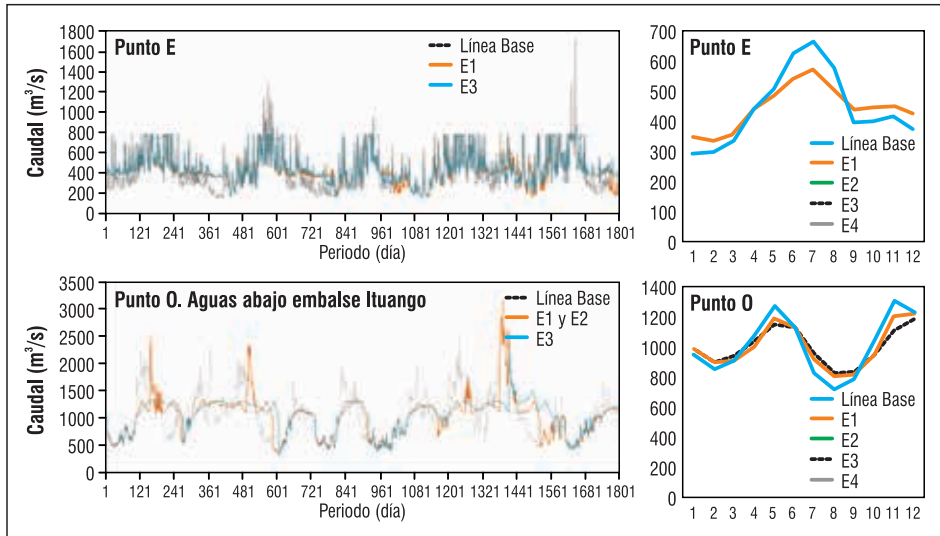 Punto E
Línea Base
E1
E3
Caudal (m³/s)
1800
1600
1400
1200
1000
800
600
400
200
0
1 121 241 361 481 601 721 841 961 1081 1201 1321 1441 1561 1681 1801
Periodo (día)
Punto E
700
600
500
400
300
200
100
0
Línea Base
E1
E2
E3
E4
1 2 3 4 5 6 7 8 9 10 11 12
Punto O. Aguas abajo embalse Ituango
Línea Base
E1 y E2
E3
Caudal (m³/s)
3500
3000
2500
2000
1500
1000
500
0
1 121 241 361 481 601 721 841 961 1081 1201 1321 1441 1561 1681 1801
Periodo (día)
Punto O
1400
1200
1000
800
600
400
200
0
Línea Base
E1
E2
E3
E4
1 2 3 4 5 6 7 8 9 10 11 12